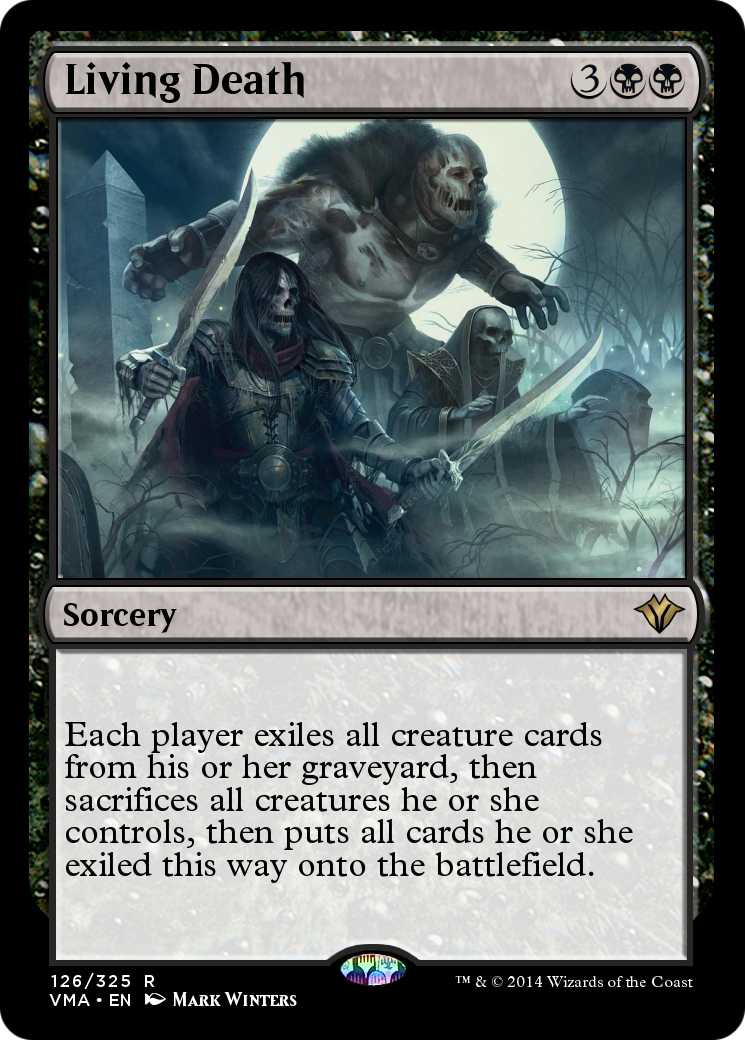 Living Death 3
Sorcery
Each player exiles all creature cards
from his or her graveyard, then
sacrifices all creatures he or she
controls, then puts all cards he or she
exiled this way onto the battlefield.
126/325 R
VMA • EN Mark Winters
™ & © 2014 Wizards of the Coast